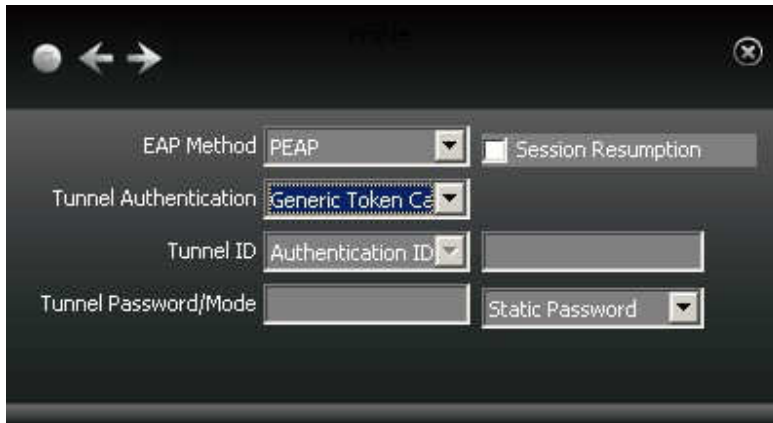 EAP Method PEAP Session Resumption
Tunnel Authentication Generic Token Ca
Tunnel ID Authentication ID
Tunnel Password/Mode Static Password